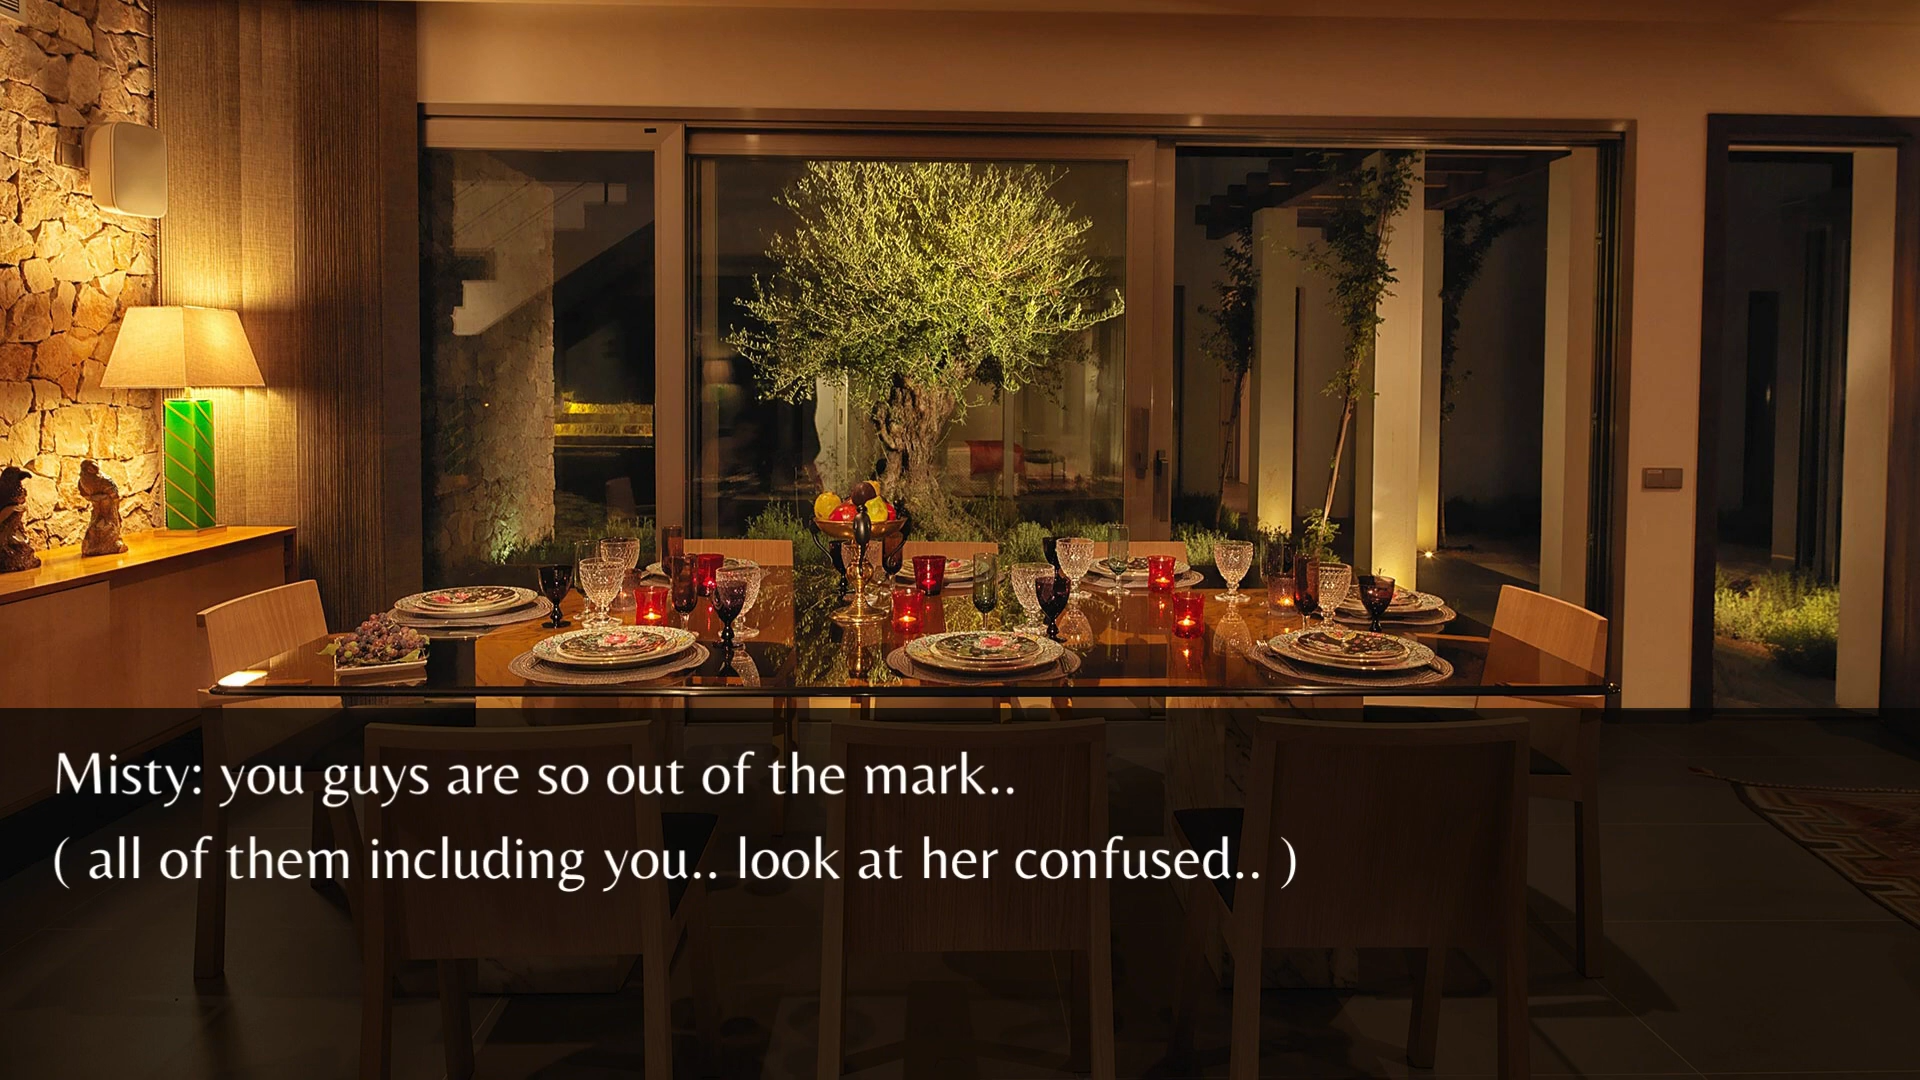 Misty: you guys are so out of the mark..
( all of them including you.. look at her confused.. )